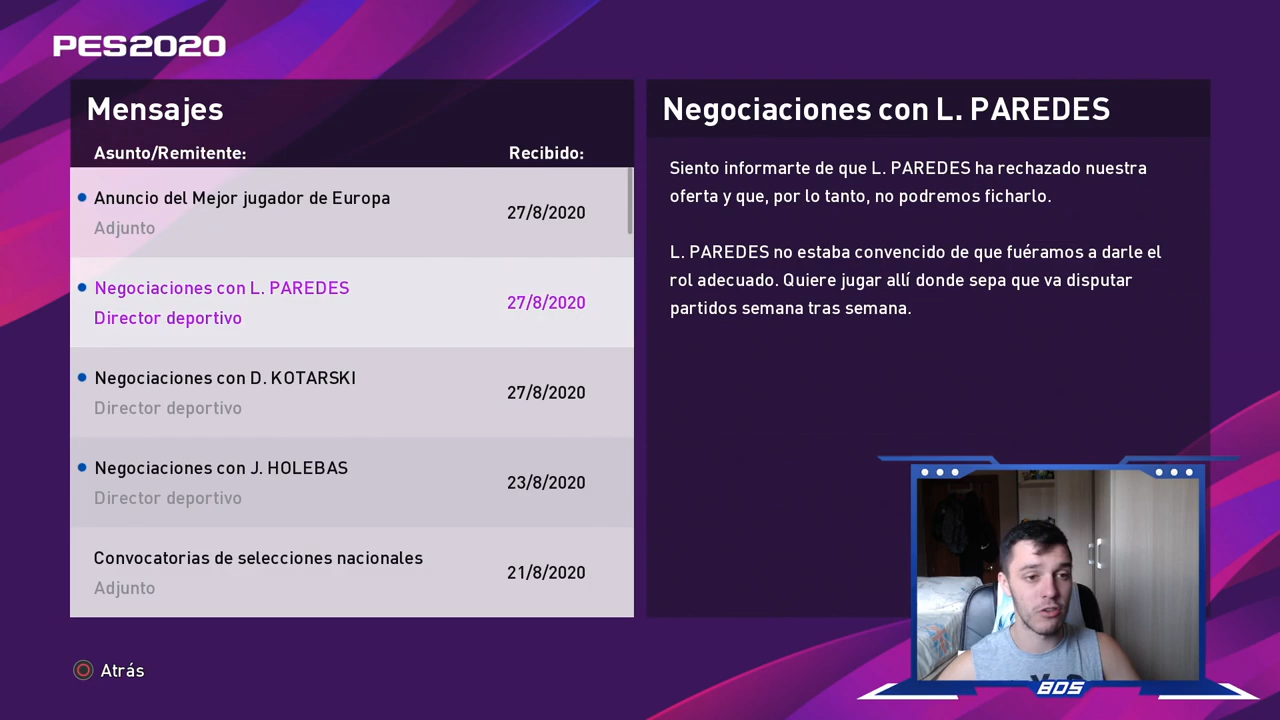 PES2020
Mensajes
Asunto/Remitente: Recibido:
Anuncio del Mejor jugador de Europa
Adjunto
27/8/2020
Negociaciones con L. PAREDES
Director deportivo
27/8/2020
Negociaciones con D. KOTARSKI
Director deportivo
27/8/2020
Negociaciones con J. HOLEBAS
Director deportivo
23/8/2020
Convocatorias de selecciones nacionales
Adjunto
21/8/2020
Negociaciones con L. PAREDES
Siento informarte de que L. PAREDES ha rechazado nuestra
oferta y que, por lo tanto, no podremos ficharlo.
L. PAREDES no estaba convencido de que fuéramos a darle el
rol adecuado. Quiere jugar allí donde sepa que va disputar
partidos semana tras semana.
Atrás
BDS